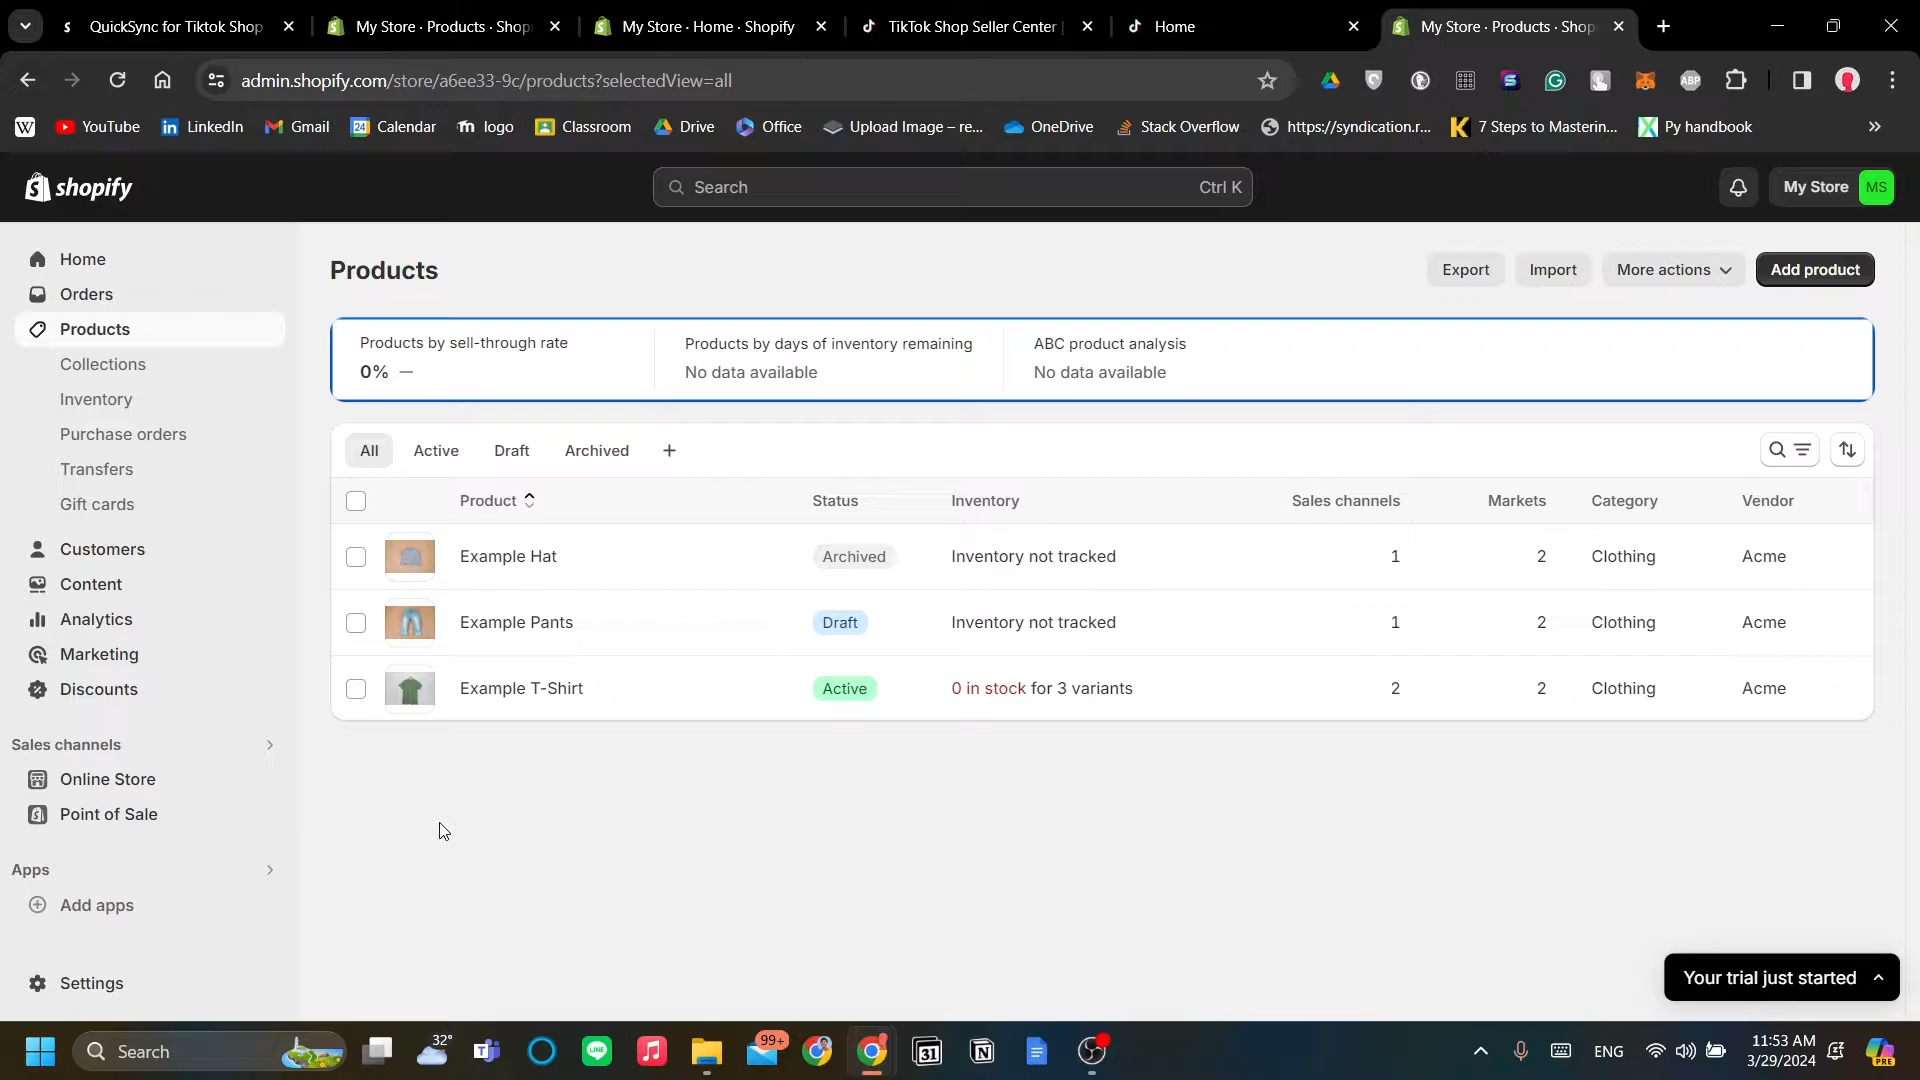 QuickSync for Tiktok Shop
My Store · Products · Shop
My Store · Home · Shopify
TikTok Shop Seller Center
Home
My Store · Products · Shop
admin.shopify.com/store/a6ee33-9c/products?selectedView=all
YouTube
LinkedIn
Gmail
Calendar
logo
Classroom
Drive
Office
Upload Image – re...
OneDrive
Stack Overflow
https://syndication.r...
7 Steps to Masterin...
Py handbook
shopify
Search
Ctrl K
My Store
MS
Home
Orders
Products
Collections
Inventory
Purchase orders
Transfers
Gift cards
Customers
Content
Analytics
Marketing
Discounts
Sales channels
Online Store
Point of Sale
Apps
Add apps
Settings
Products
Export
Import
More actions
Add product
Products by sell-through rate
0% —
Products by days of inventory remaining
No data available
ABC product analysis
No data available
All
Active
Draft
Archived
Product Status Inventory Sales channels Markets Category Vendor
Example Hat Archived Inventory not tracked 1 2 Clothing Acme
Example Pants Draft Inventory not tracked 1 2 Clothing Acme
Example T-Shirt Active 0 in stock for 3 variants 2 2 Clothing Acme
Your trial just started
Search
32°
99+
31
ENG
11:53 AM
3/29/2024
PRE